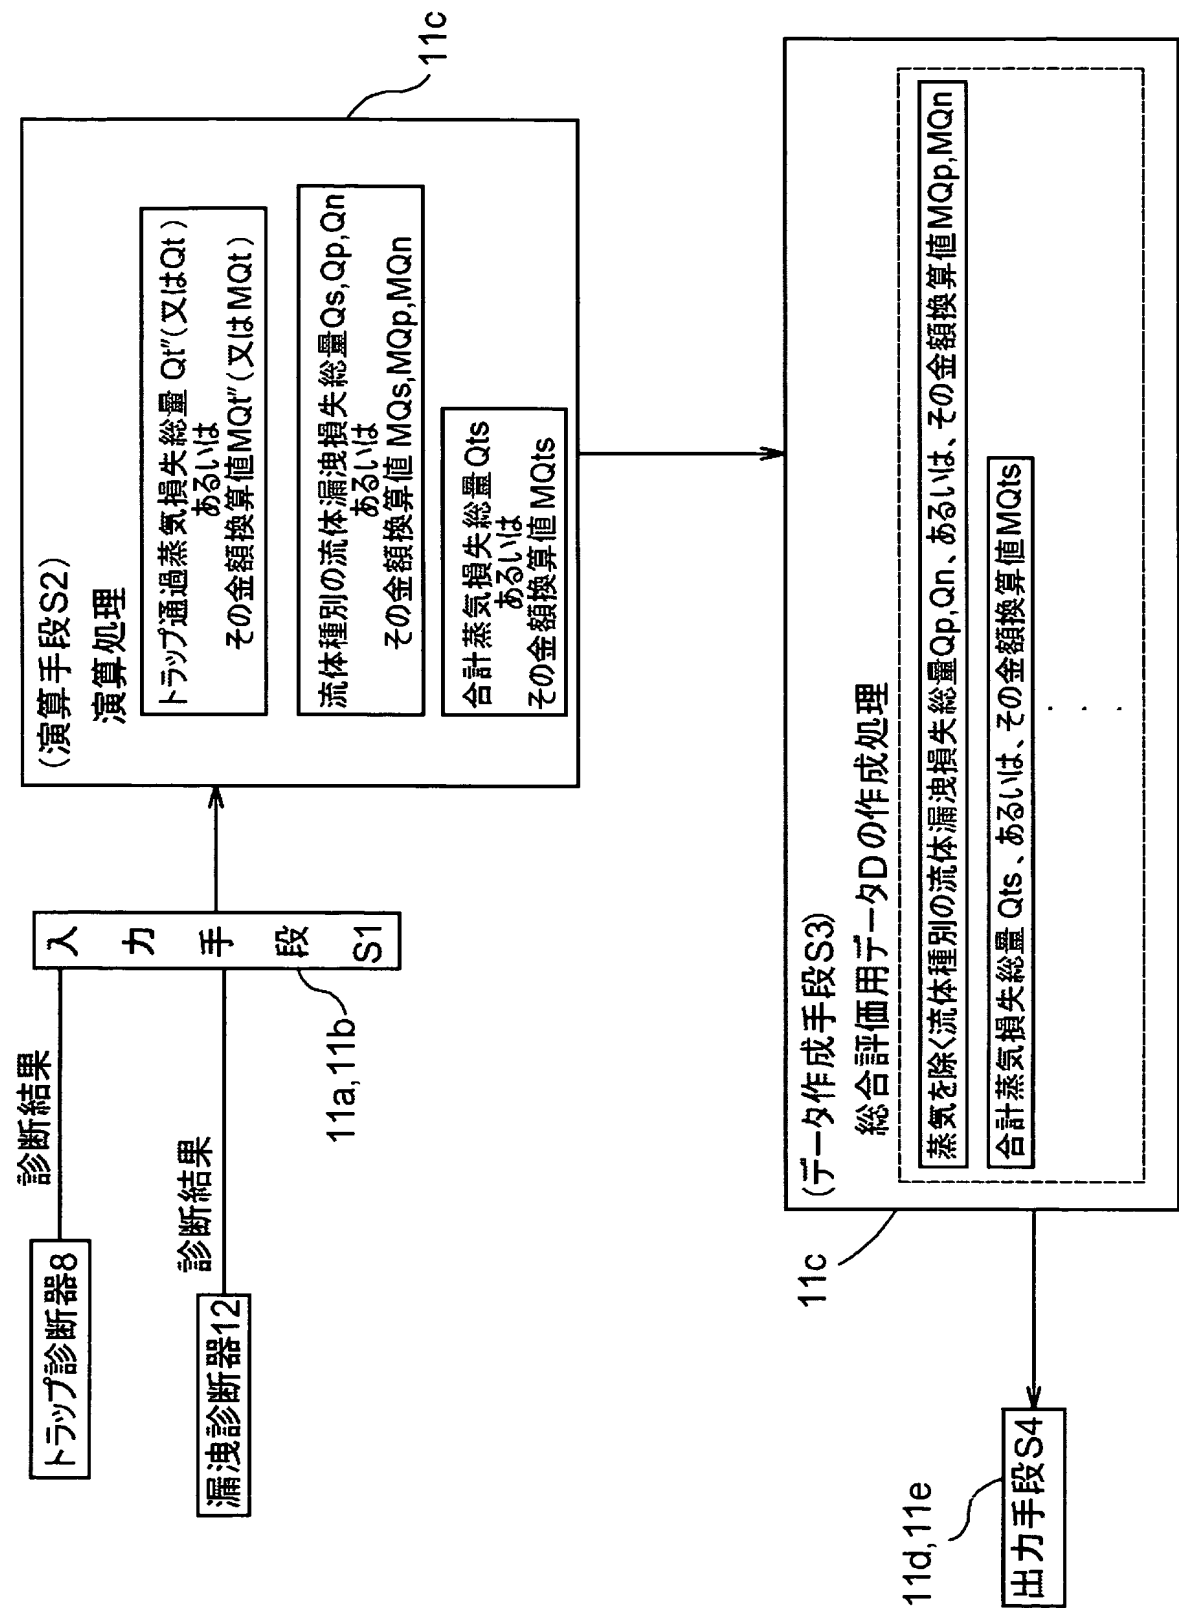 トラップ診断器8
診断結果
漏洩診断器12
診断結果
入力手段S1
11a,11b
(演算手段S2)
演算処理
トラップ通過蒸気損失総量 Qt"(又はQt)
あるいは
その金額換算値MQt"(又はMQt)
流体種別の流体漏洩損失総量Qs,Qp,Qn
あるいは
その金額換算値 MQs,MQp,MQn
合計蒸気損失総量Qts
あるいは
その金額換算値MQts
11c
(データ作成手段S3)
総合評価用データDの作成処理
蒸気を除く流体種別の流体漏洩損失総量Qp,Qn、あるいは、その金額換算値MQp,MQn
合計蒸気損失総量 Qts、あるいは、その金額換算値MQts
・・・
11c
11d,11e
出力手段S4